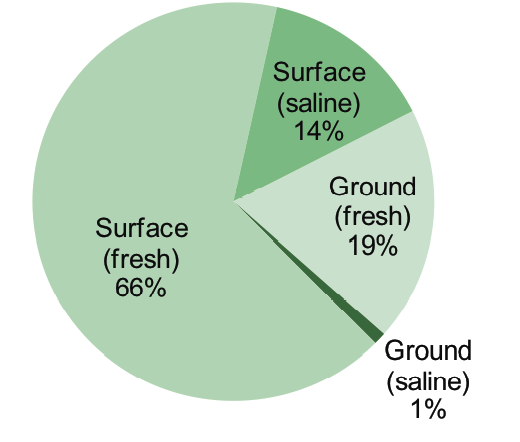 Surface
(saline)
14%
Ground
(fresh)
19%
Surface
(fresh)
66%
Ground
(saline)
1%